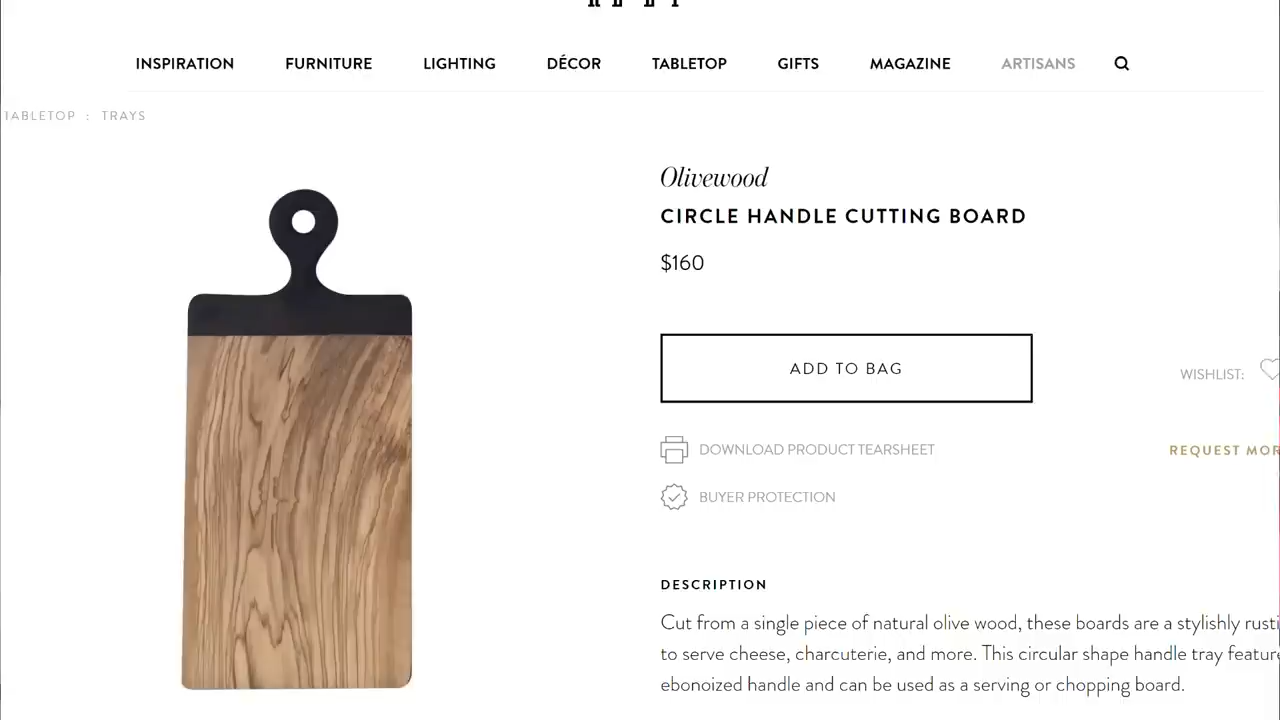 INSPIRATION FURNITURE LIGHTING DÉCOR TABLETOP GIFTS MAGAZINE ARTISANS
TABLETOP : TRAYS
Olivewood
CIRCLE HANDLE CUTTING BOARD
$160
ADD TO BAG
WISHLIST:
DOWNLOAD PRODUCT TEARSHEET
REQUEST
BUYER PROTECTION
DESCRIPTION
Cut from a single piece of natural olive wood, these boards are a stylishly
to serve cheese, charcuterie, and more. This circular shape handle tray
ebonoized handle and can be used as a serving or chopping board.